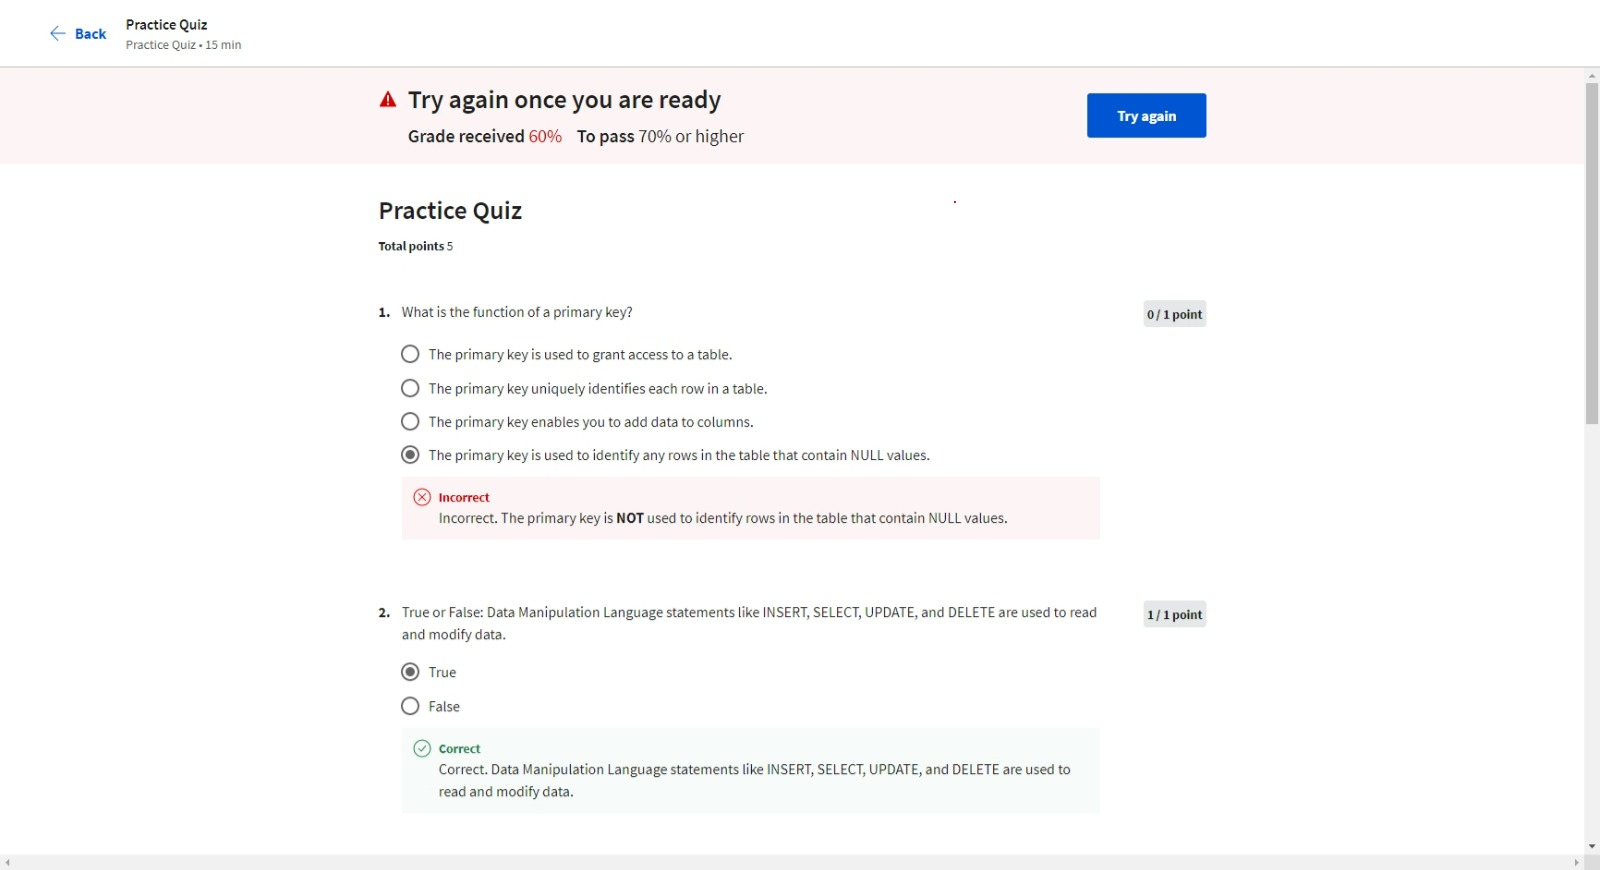 Back
Practice Quiz
Practice Quiz • 15 min
Try again once you are ready
Grade received 60% To pass 70% or higher
Try again
Practice Quiz
Total points 5
1. What is the function of a primary key?
0 / 1 point
The primary key is used to grant access to a table.
The primary key uniquely identifies each row in a table.
The primary key enables you to add data to columns.
The primary key is used to identify any rows in the table that contain NULL values.
Incorrect
Incorrect. The primary key is NOT used to identify rows in the table that contain NULL values.
2. True or False: Data Manipulation Language statements like INSERT, SELECT, UPDATE, and DELETE are used to read
and modify data.
1 / 1 point
True
False
Correct
Correct. Data Manipulation Language statements like INSERT, SELECT, UPDATE, and DELETE are used to
read and modify data.